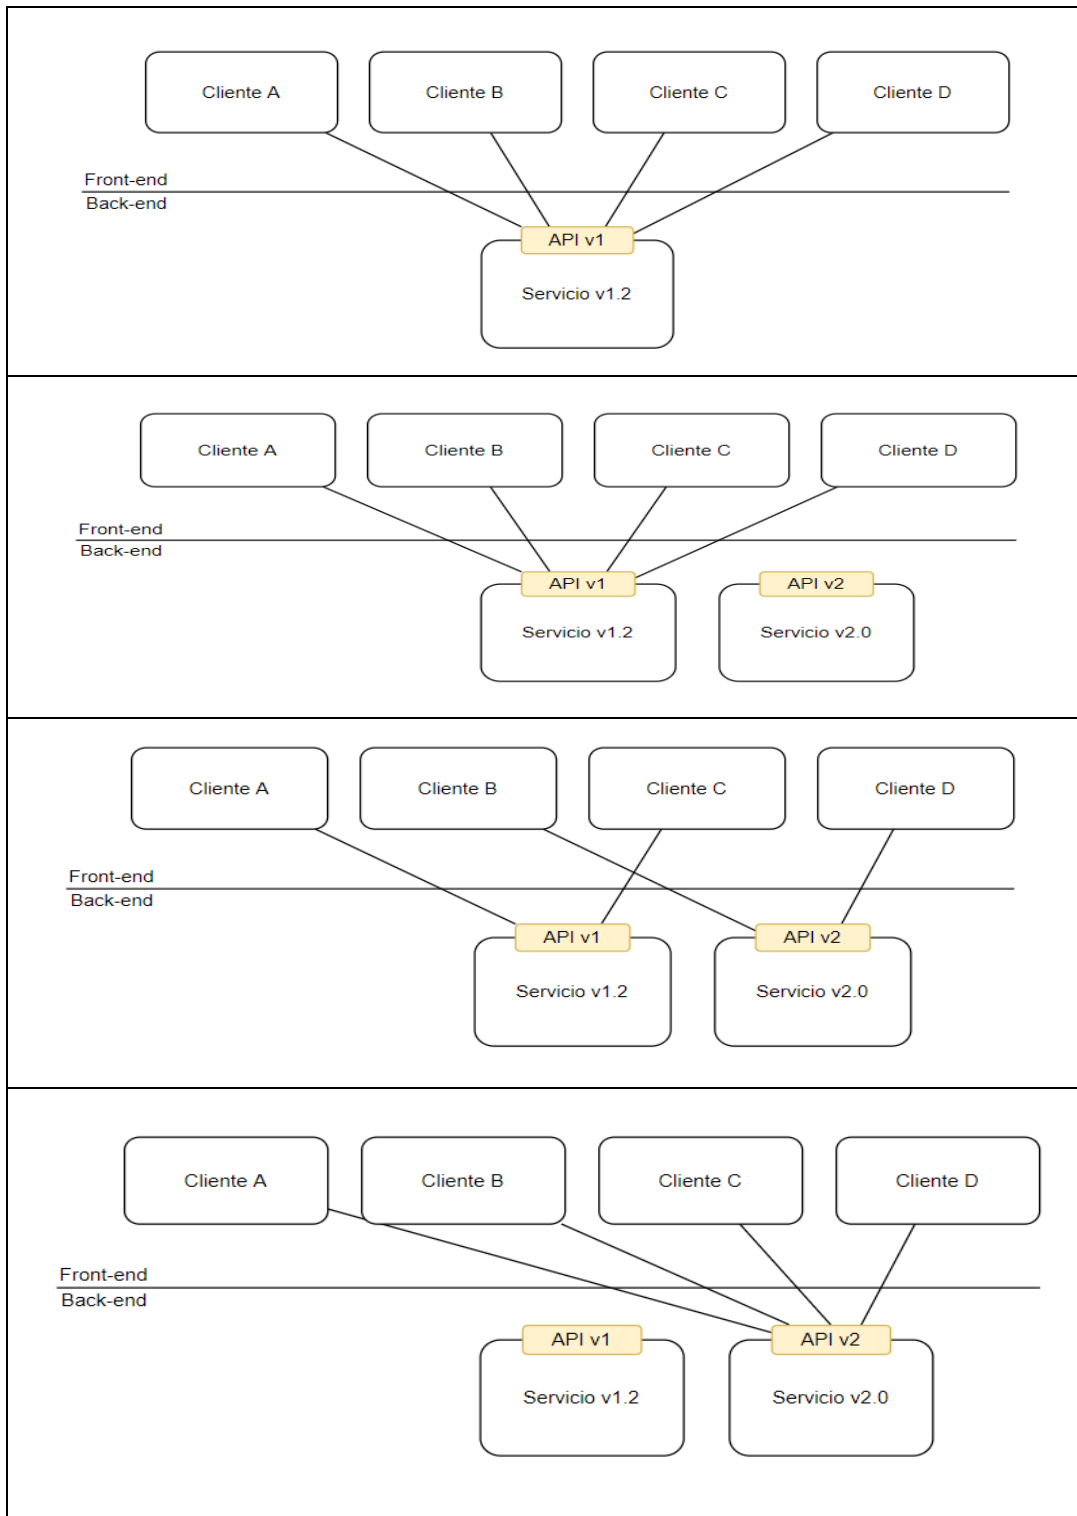 Cliente A
Cliente B
Cliente C
Cliente D
Front-end
Back-end
API v1
Servicio v1.2
Cliente A
Cliente B
Cliente C
Cliente D
Front-end
Back-end
API v1
API v2
Servicio v1.2
Servicio v2.0
Cliente A
Cliente B
Cliente C
Cliente D
Front-end
Back-end
API v1
API v2
Servicio v1.2
Servicio v2.0
Cliente A
Cliente B
Cliente C
Cliente D
Front-end
Back-end
API v1
API v2
Servicio v1.2
Servicio v2.0